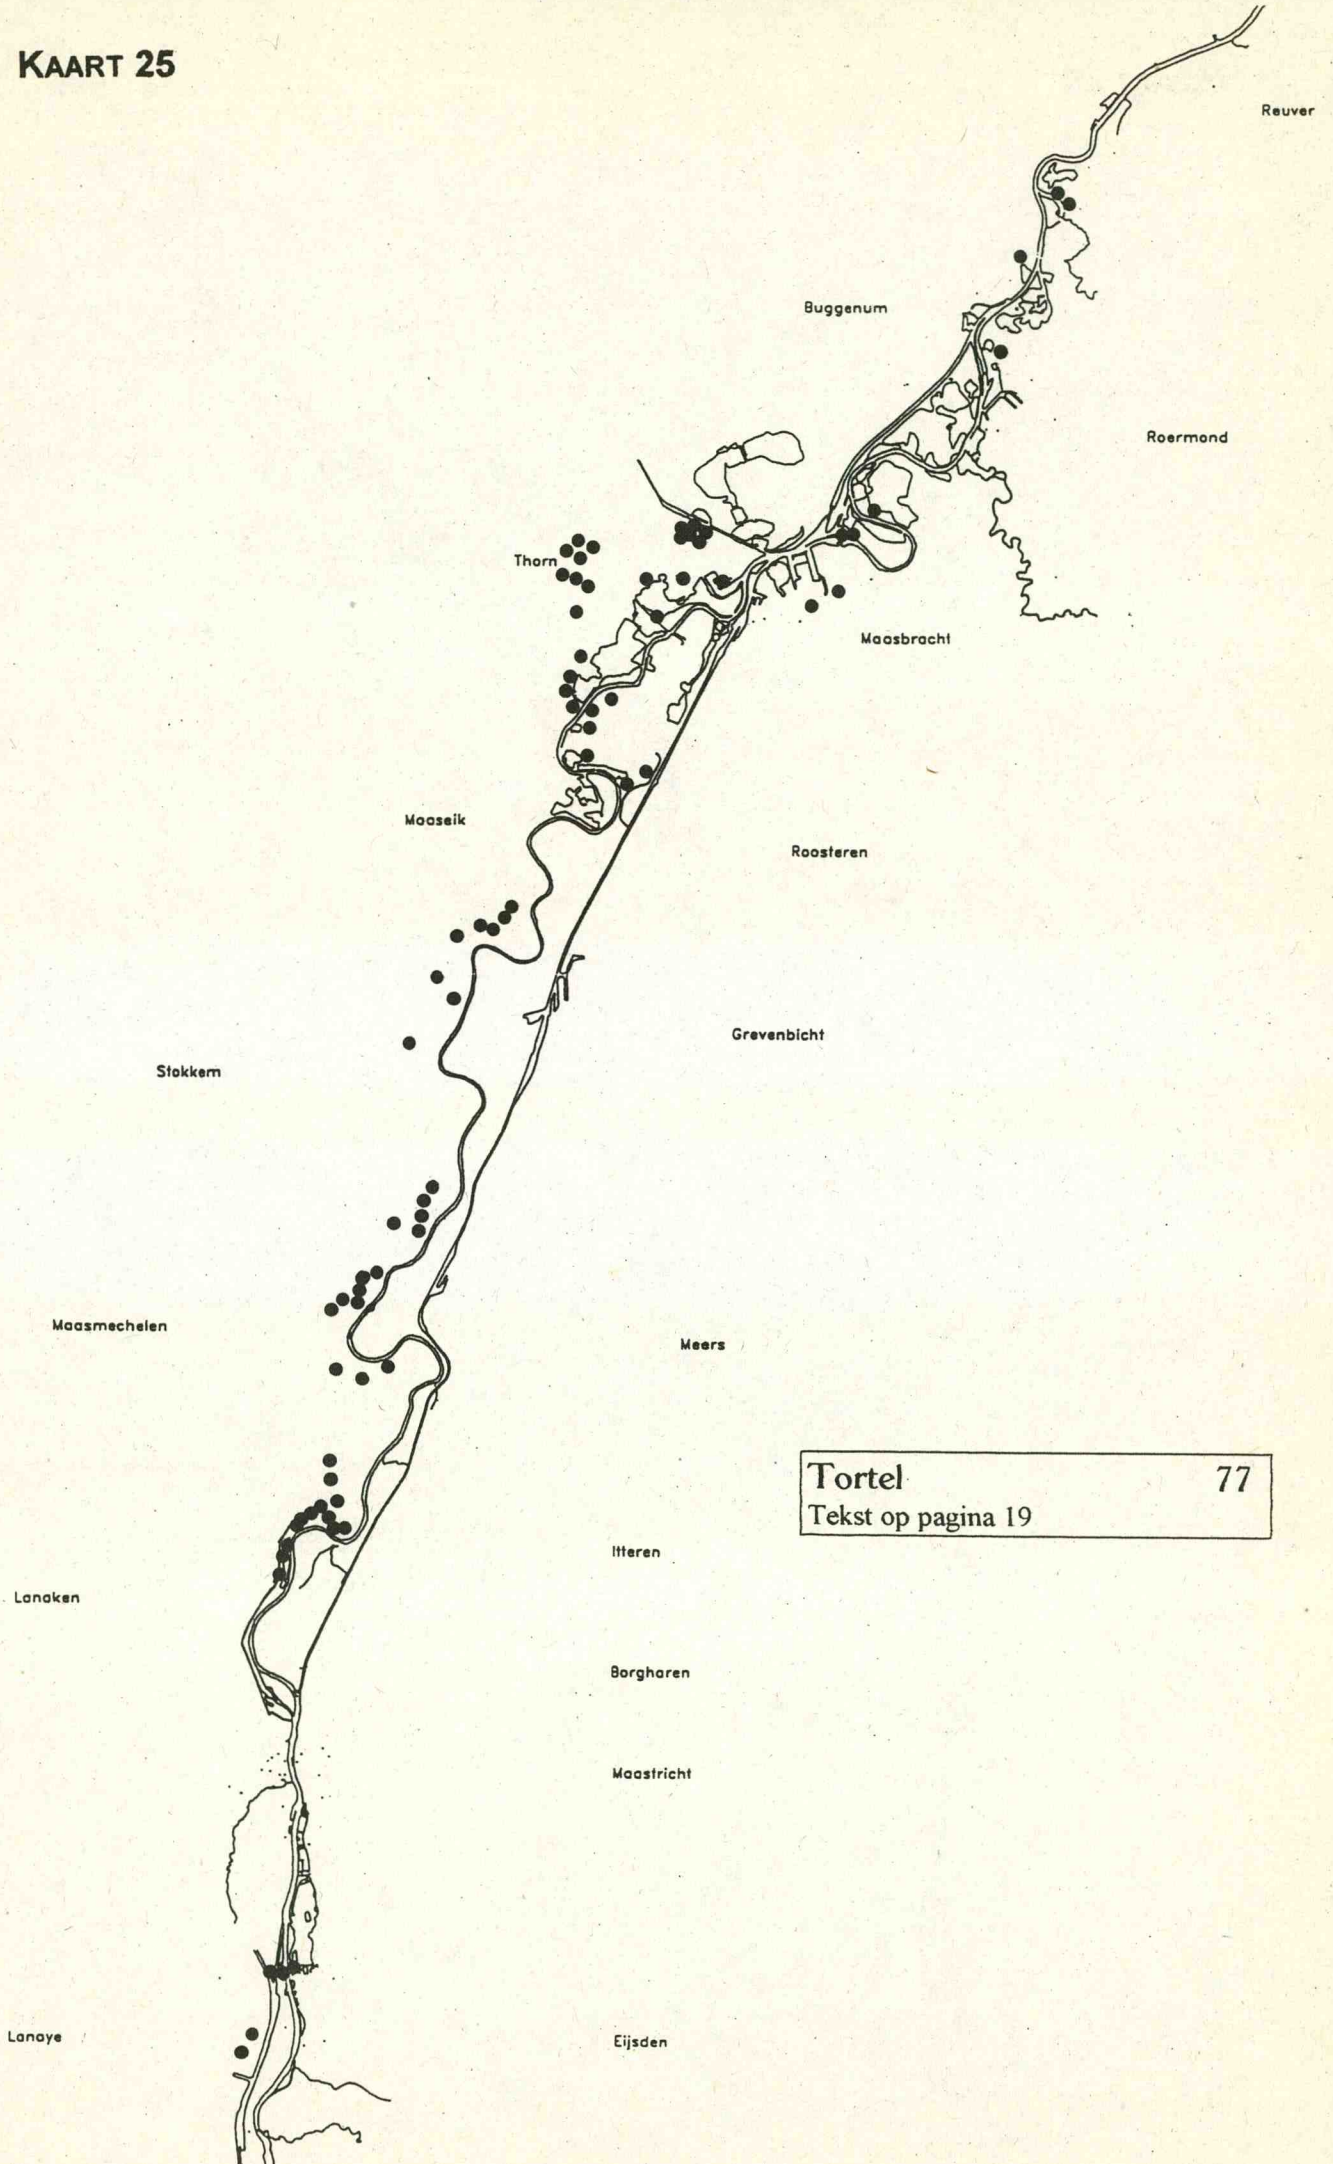 KAART 25
Reuver
Buggenum
Roermond
Thorn
Maasbracht
Maaseik
Roosteren
Grevenbicht
Stokkem
Maasmechelen
Meers
Tortel 77
Tekst op pagina 19
Itteren
Lanaken
Borgharen
Maastricht
Lanaye
Eijsden